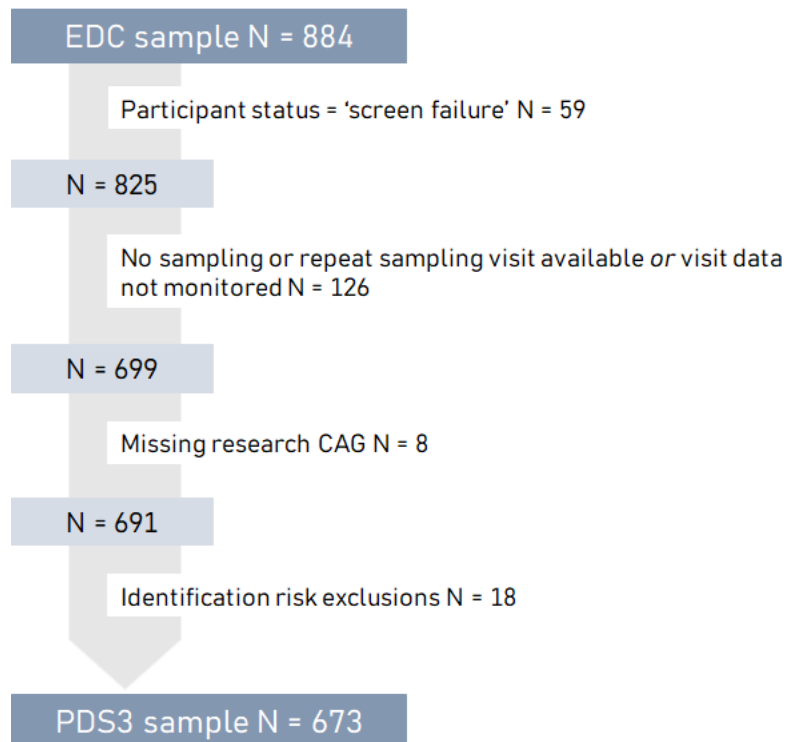 EDC sample N = 884
Participant status = ‘screen failure’ N = 59
N = 825
No sampling or repeat sampling visit available or visit data
not monitored N = 126
N = 699
Missing research CAG N = 8
N = 691
Identification risk exclusions N = 18
PDS3 sample N = 673